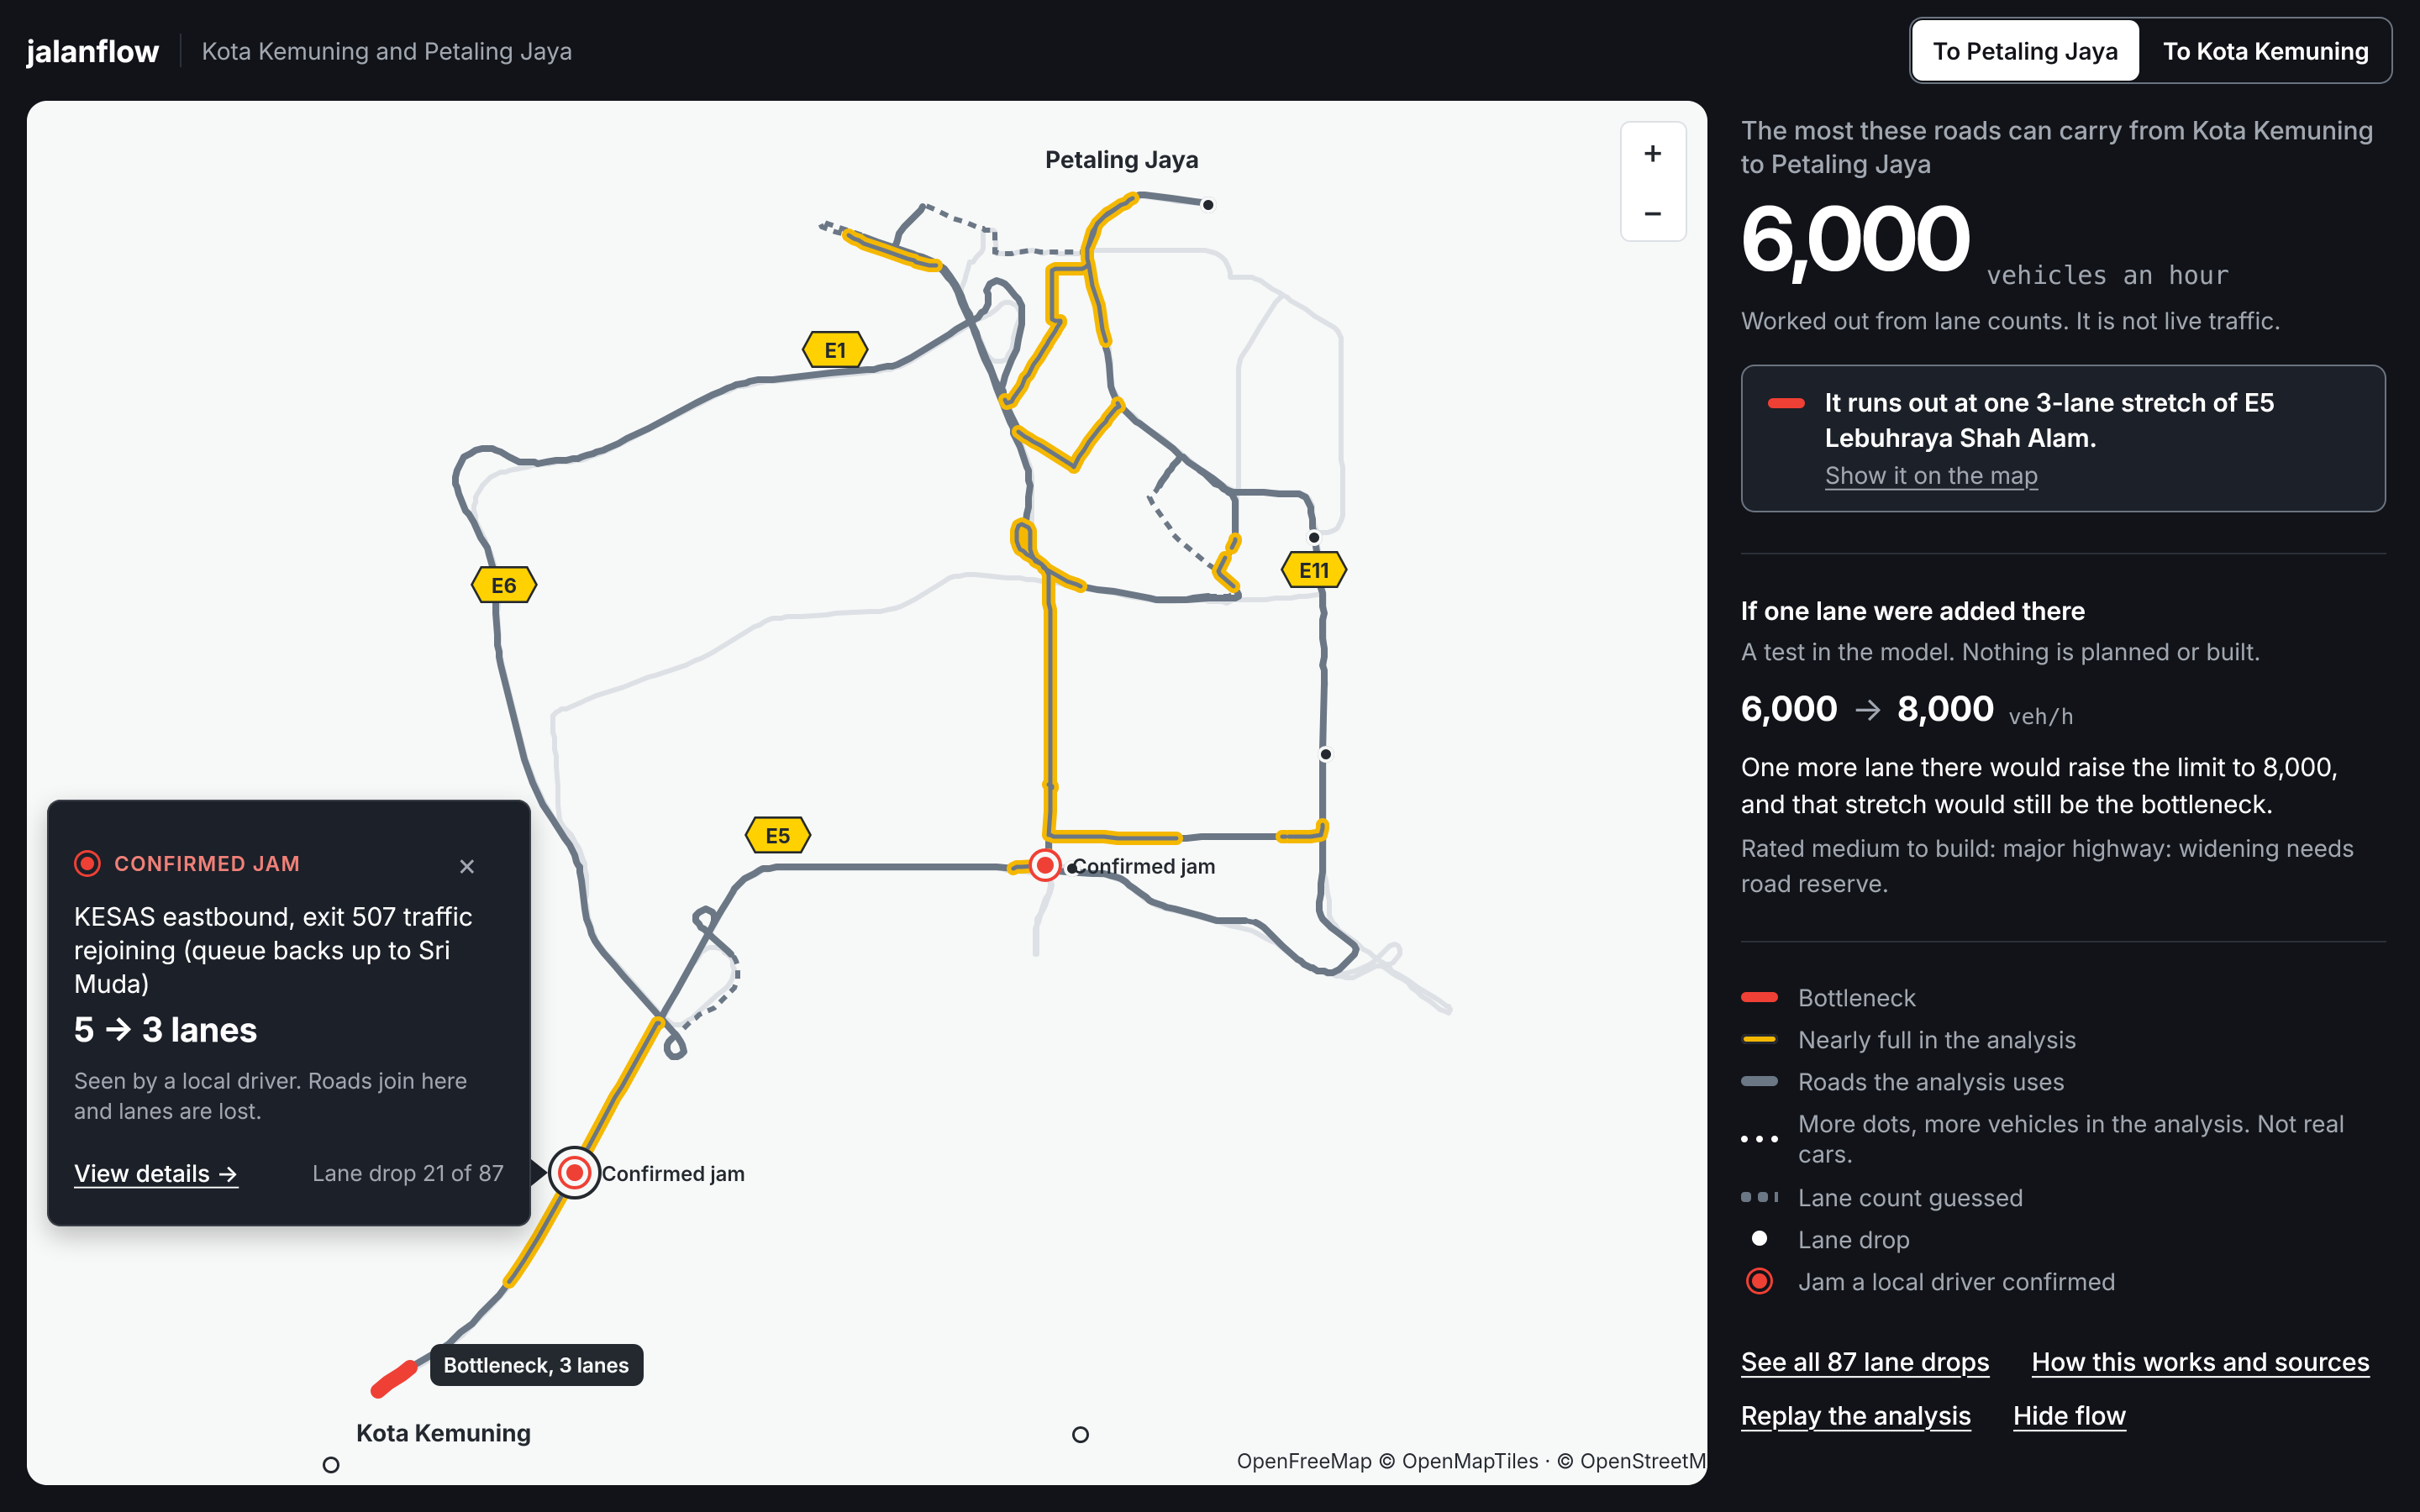 jalanflow
Kota Kemuning and Petaling Jaya
To Petaling Jaya
To Kota Kemuning
Petaling Jaya
+
−
E1
E6
E11
E5
Confirmed jam
CONFIRMED JAM
×
KESAS eastbound, exit 507 traffic
rejoining (queue backs up to Sri
Muda)
5 → 3 lanes
Seen by a local driver. Roads join here
and lanes are lost.
View details →
Lane drop 21 of 87
Confirmed jam
Bottleneck, 3 lanes
Kota Kemuning
OpenFreeMap © OpenMapTiles · © OpenStreetM
The most these roads can carry from Kota Kemuning
to Petaling Jaya
6,000 vehicles an hour
Worked out from lane counts. It is not live traffic.
It runs out at one 3-lane stretch of E5
Lebuhraya Shah Alam.
Show it on the map
If one lane were added there
A test in the model. Nothing is planned or built.
6,000 → 8,000 veh/h
One more lane there would raise the limit to 8,000,
and that stretch would still be the bottleneck.
Rated medium to build: major highway: widening needs
road reserve.
Bottleneck
Nearly full in the analysis
Roads the analysis uses
More dots, more vehicles in the analysis. Not real
cars.
Lane count guessed
Lane drop
Jam a local driver confirmed
See all 87 lane drops
How this works and sources
Replay the analysis
Hide flow